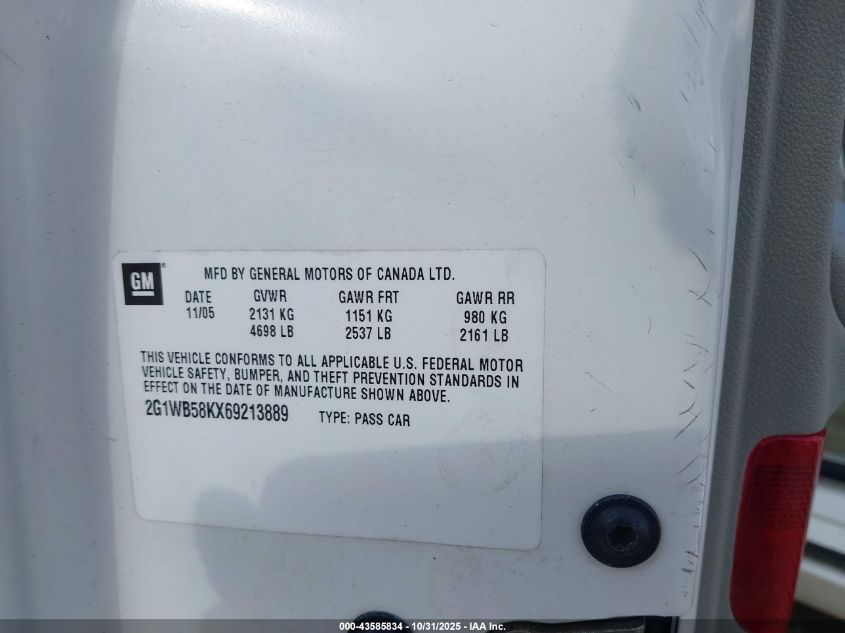 GM
MFD BY GENERAL MOTORS OF CANADA LTD.
DATE GVWR GAWR FRT GAWR RR
11/05 2131 KG 1151 KG 980 KG
4698 LB 2537 LB 2161 LB
THIS VEHICLE CONFORMS TO ALL APPLICABLE U.S. FEDERAL MOTOR
VEHICLE SAFETY, BUMPER, AND THEFT PREVENTION STANDARDS IN
EFFECT ON THE DATE OF MANUFACTURE SHOWN ABOVE.
2G1WB58KX69213889 TYPE: PASS CAR
000-43585834 - 10/31/2025 - IAA Inc.